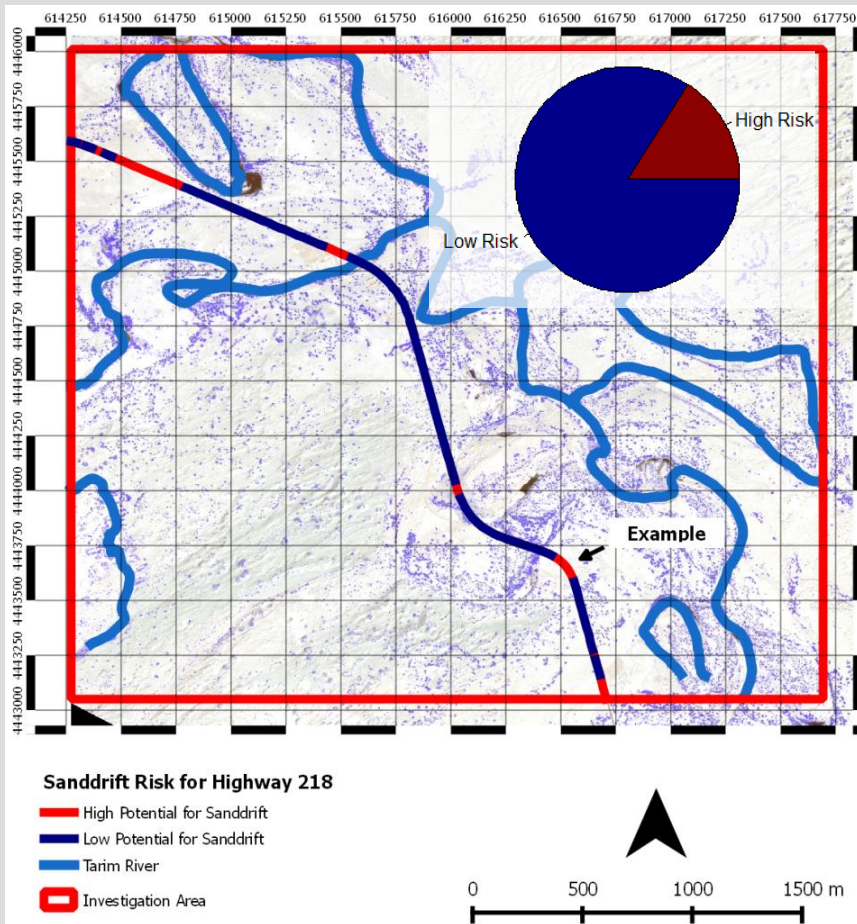 614250 614500 614750 615000 615250 615500 615750 616000 616250 616500 616750 617000 617250 617500 617750
4446000
4445750
4445500
4445250
4445000
4444750
4444500
4444250
4444000
4443750
4443500
4443250
4443000
High Risk
Low Risk
Example
Sanddrift Risk for Highway 218
High Potential for Sanddrift
Low Potential for Sanddrift
Tarim River
Investigation Area
0 500 1000 1500 m